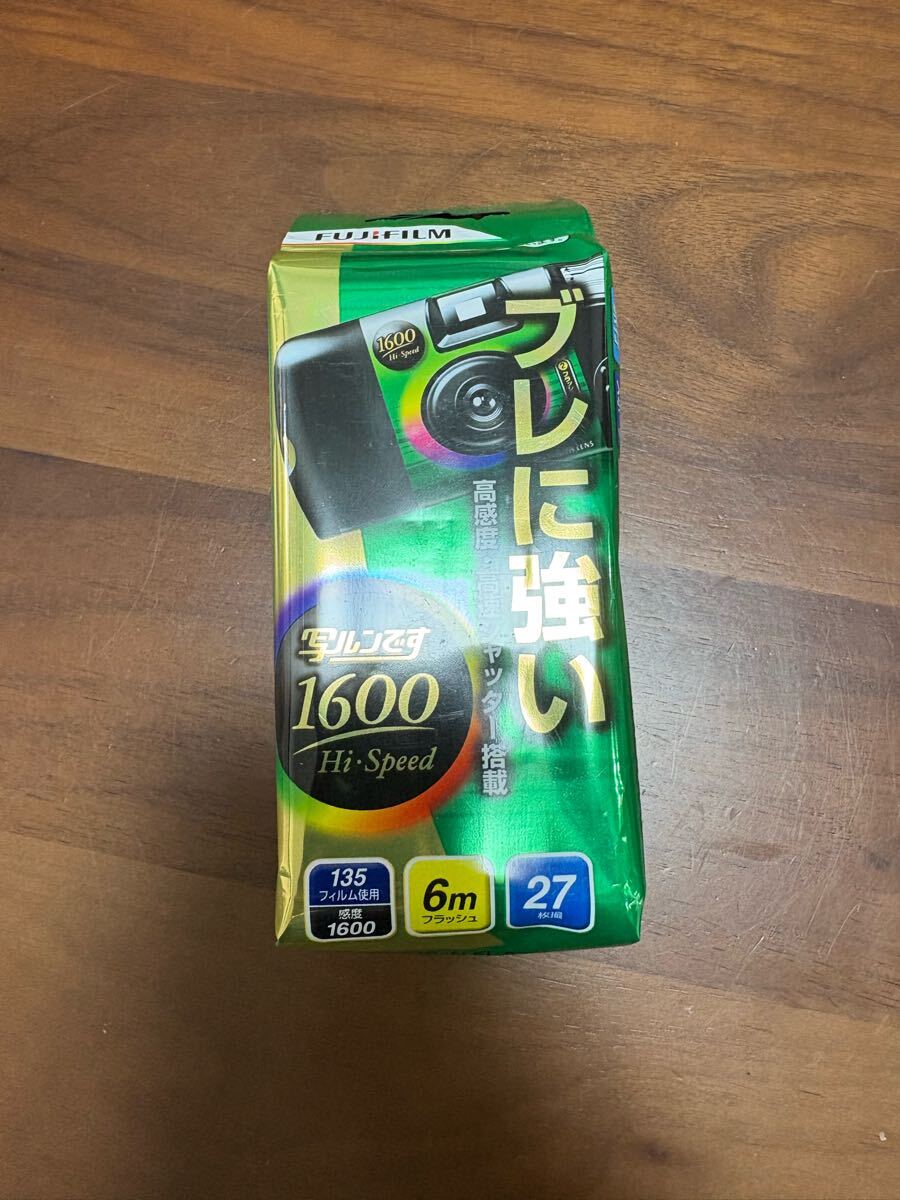 FUJiFILM
1600
Hi・Speed
ブレに強い
高感度
シャッター搭載
写ルンです
1600
Hi・Speed
135
フィルム使用
感度
1600
6m
フラッシュ
27
枚撮
LENS